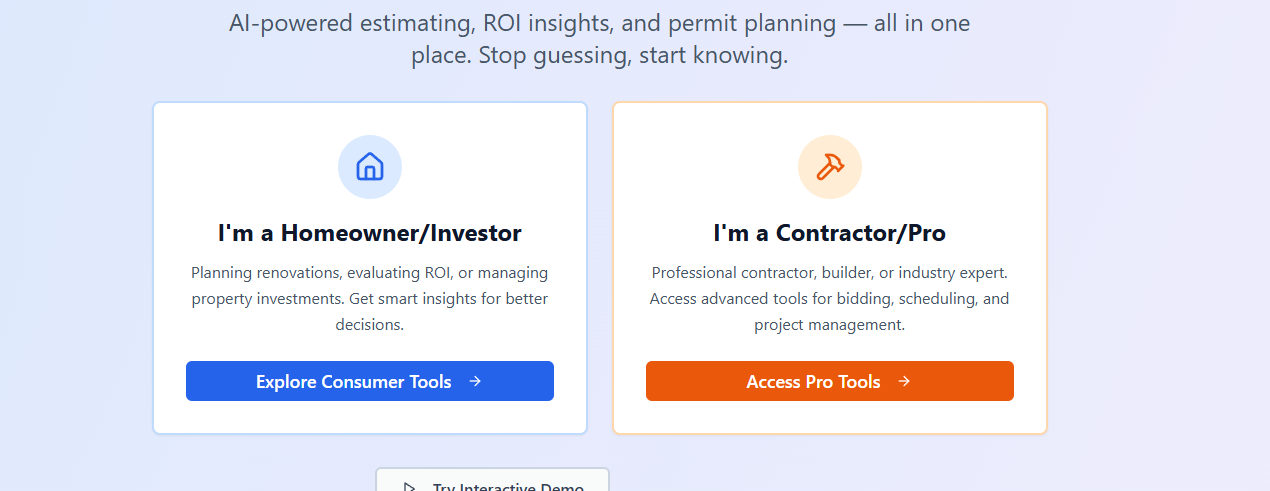 AI-powered estimating, ROI insights, and permit planning — all in one
place. Stop guessing, start knowing.
I'm a Homeowner/Investor
Planning renovations, evaluating ROI, or managing
property investments. Get smart insights for better
decisions.
Explore Consumer Tools →
I'm a Contractor/Pro
Professional contractor, builder, or industry expert.
Access advanced tools for bidding, scheduling, and
project management.
Access Pro Tools →
Try Interactive Demo